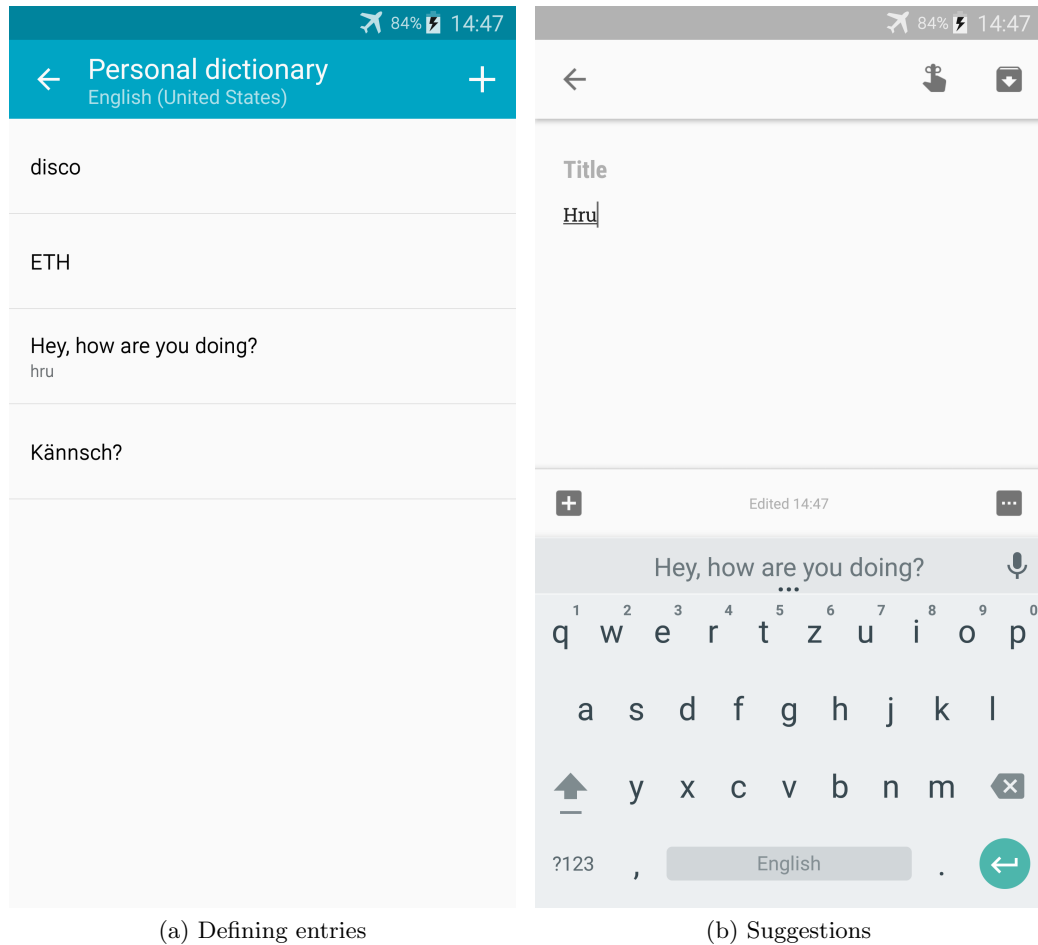 84% 14:47
Personal dictionary
English (United States)
disco
ETH
Hey, how are you doing?
hru
Kännsch?
(a) Defining entries
84% 14:47
Title
Hru
Edited 14:47
Hey, how are you doing?
1 2 3 4 5 6 7 8 9 0
q w e r t z u i o p
a s d f g h j k l
y x c v b n m
?123 , English .
(b) Suggestions